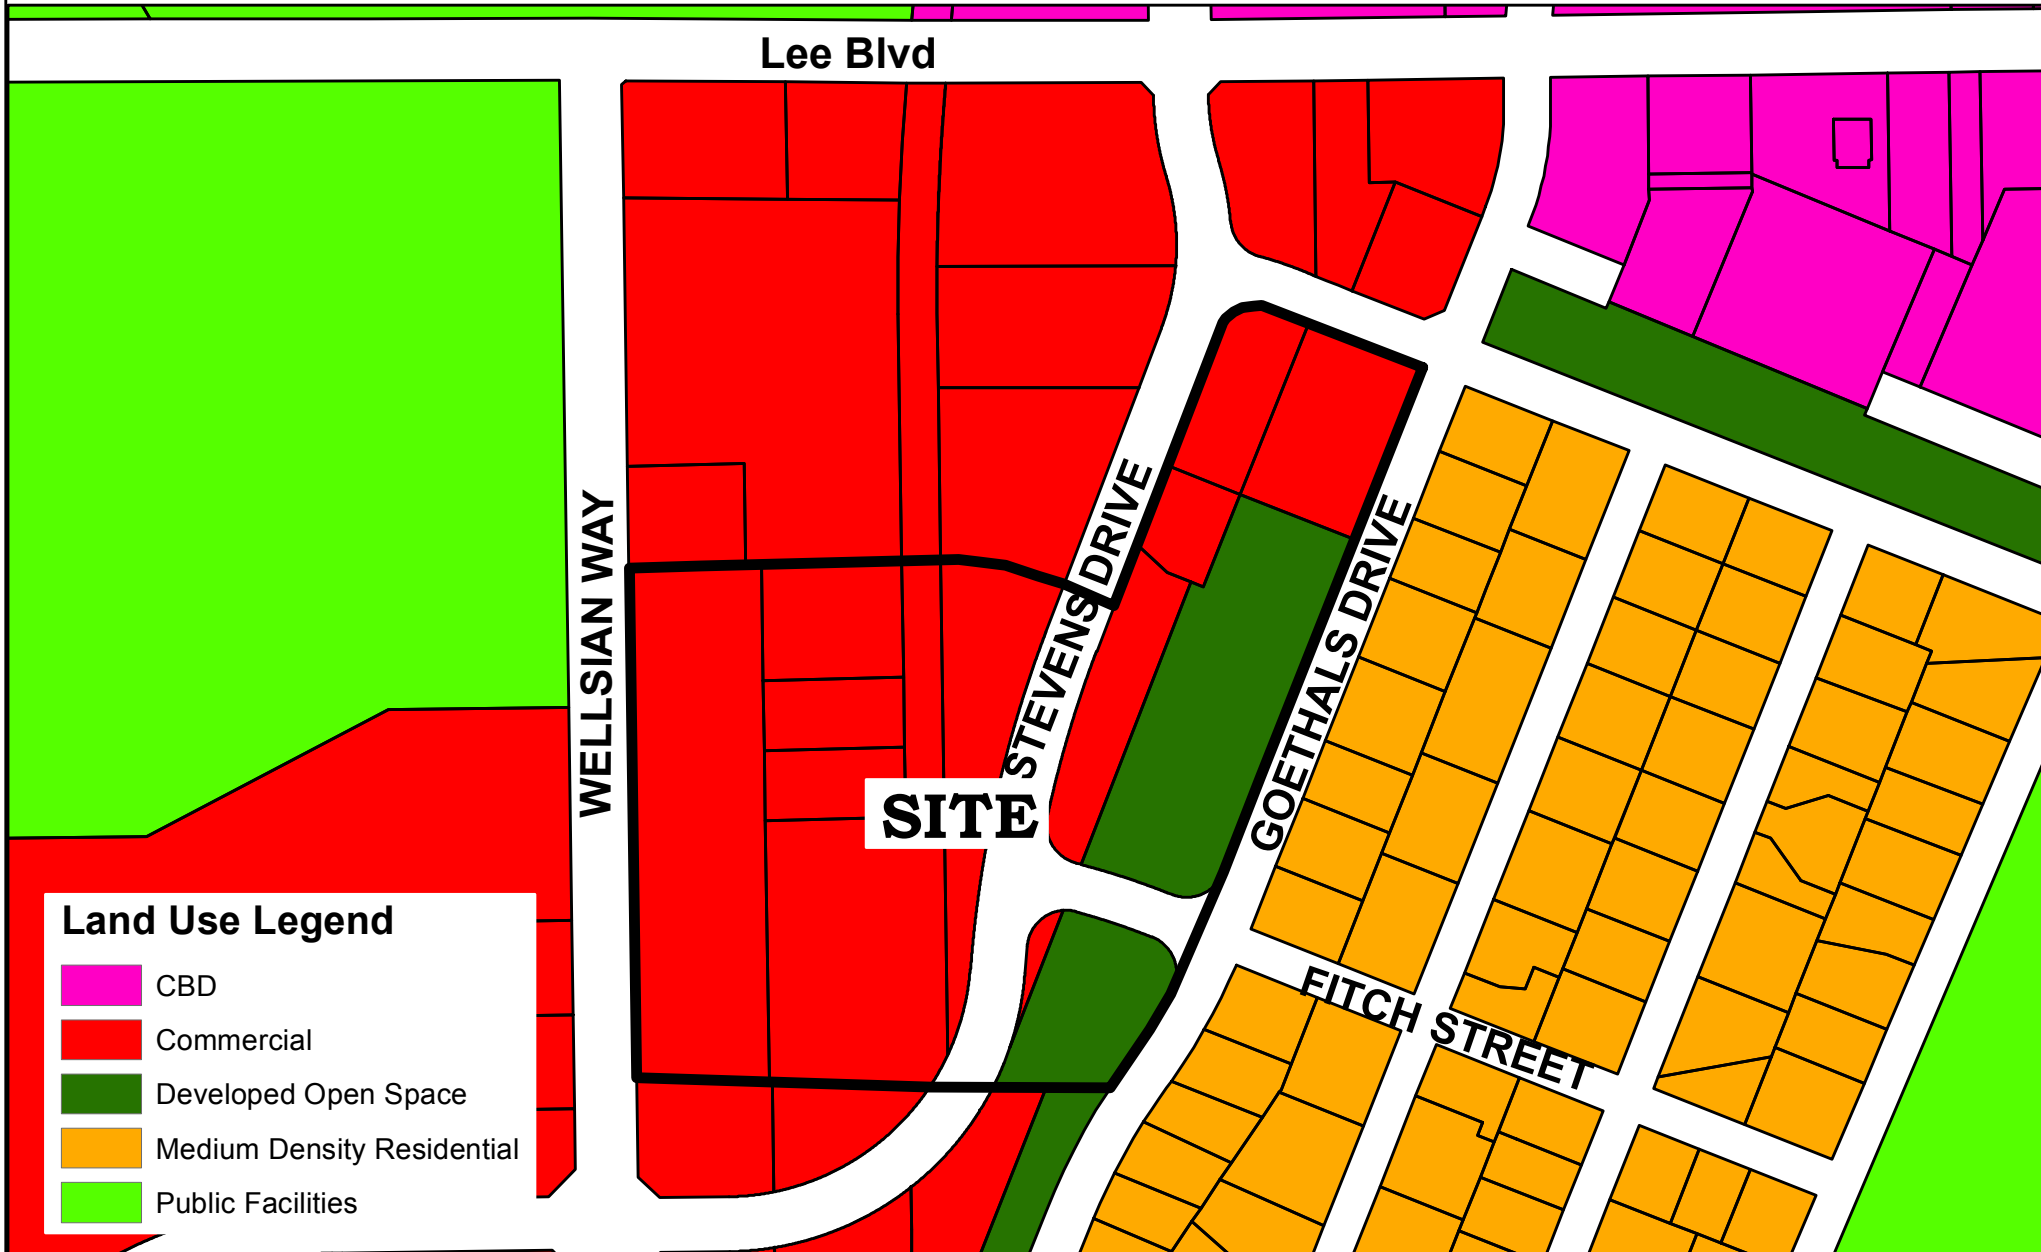 Lee Blvd
WELLSIAN WAY
STEVENS DRIVE
GOETHALS DRIVE
SITE
FITCH STREET
Land Use Legend
CBD
Commercial
Developed Open Space
Medium Density Residential
Public Facilities